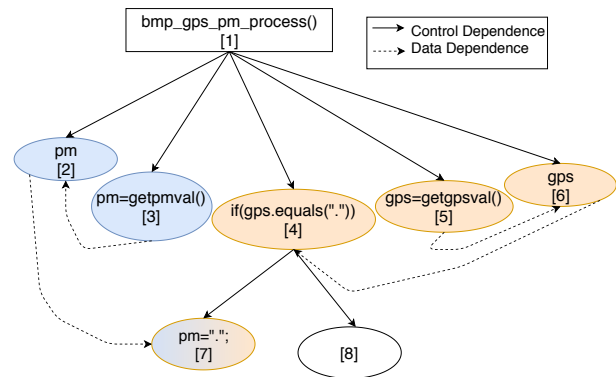 bmp_gps_pm_process()
[1]
Control Dependence
Data Dependence
pm
[2]
pm=getpmval()
[3]
if(gps.equals("."))
[4]
gps=getgpsval()
[5]
gps
[6]
pm=".";
[7]
[8]